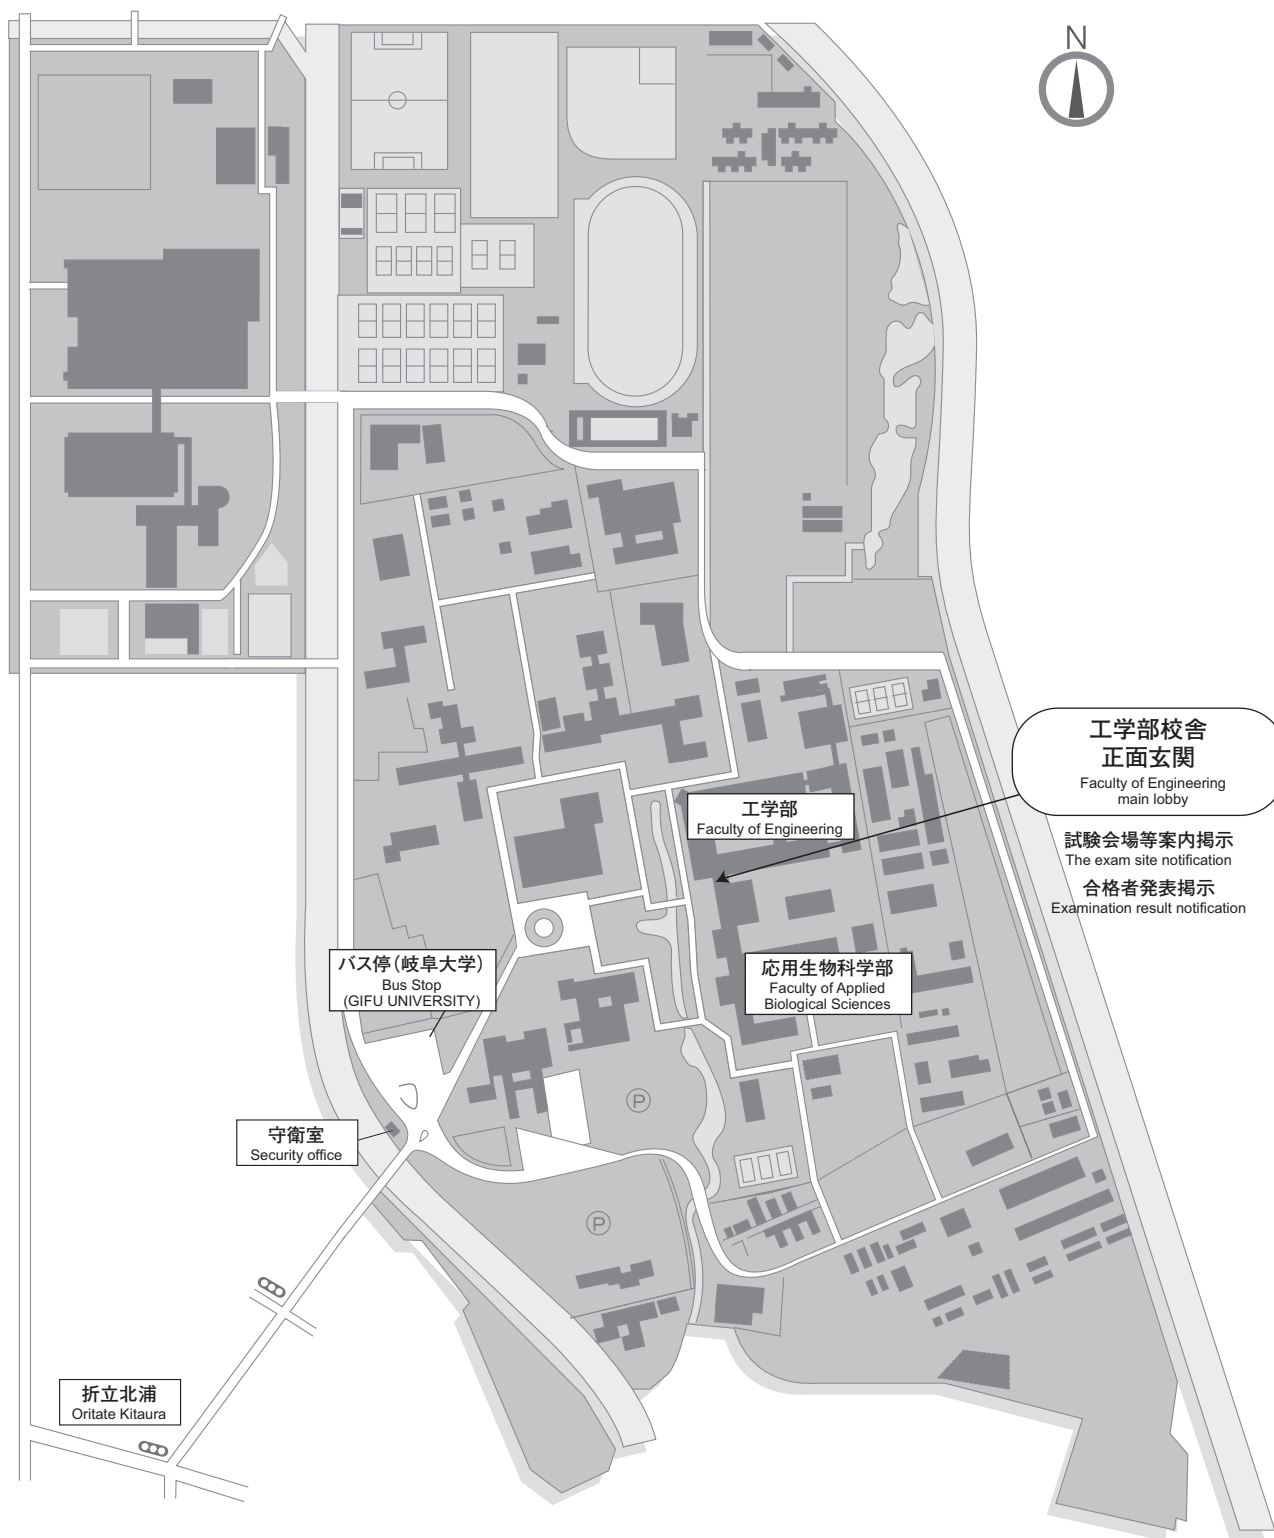 N
工学部校舎
正面玄関
Faculty of Engineering
main lobby
工学部
Faculty of Engineering
試験会場等案内掲示
The exam site notification
合格者発表掲示
Examination result notification
バス停（岐阜大学）
Bus Stop
(GIFU UNIVERSITY)
応用生物科学部
Faculty of Applied
Biological Sciences
P
守衛室
Security office
P
折立北浦
Oritate Kitaura